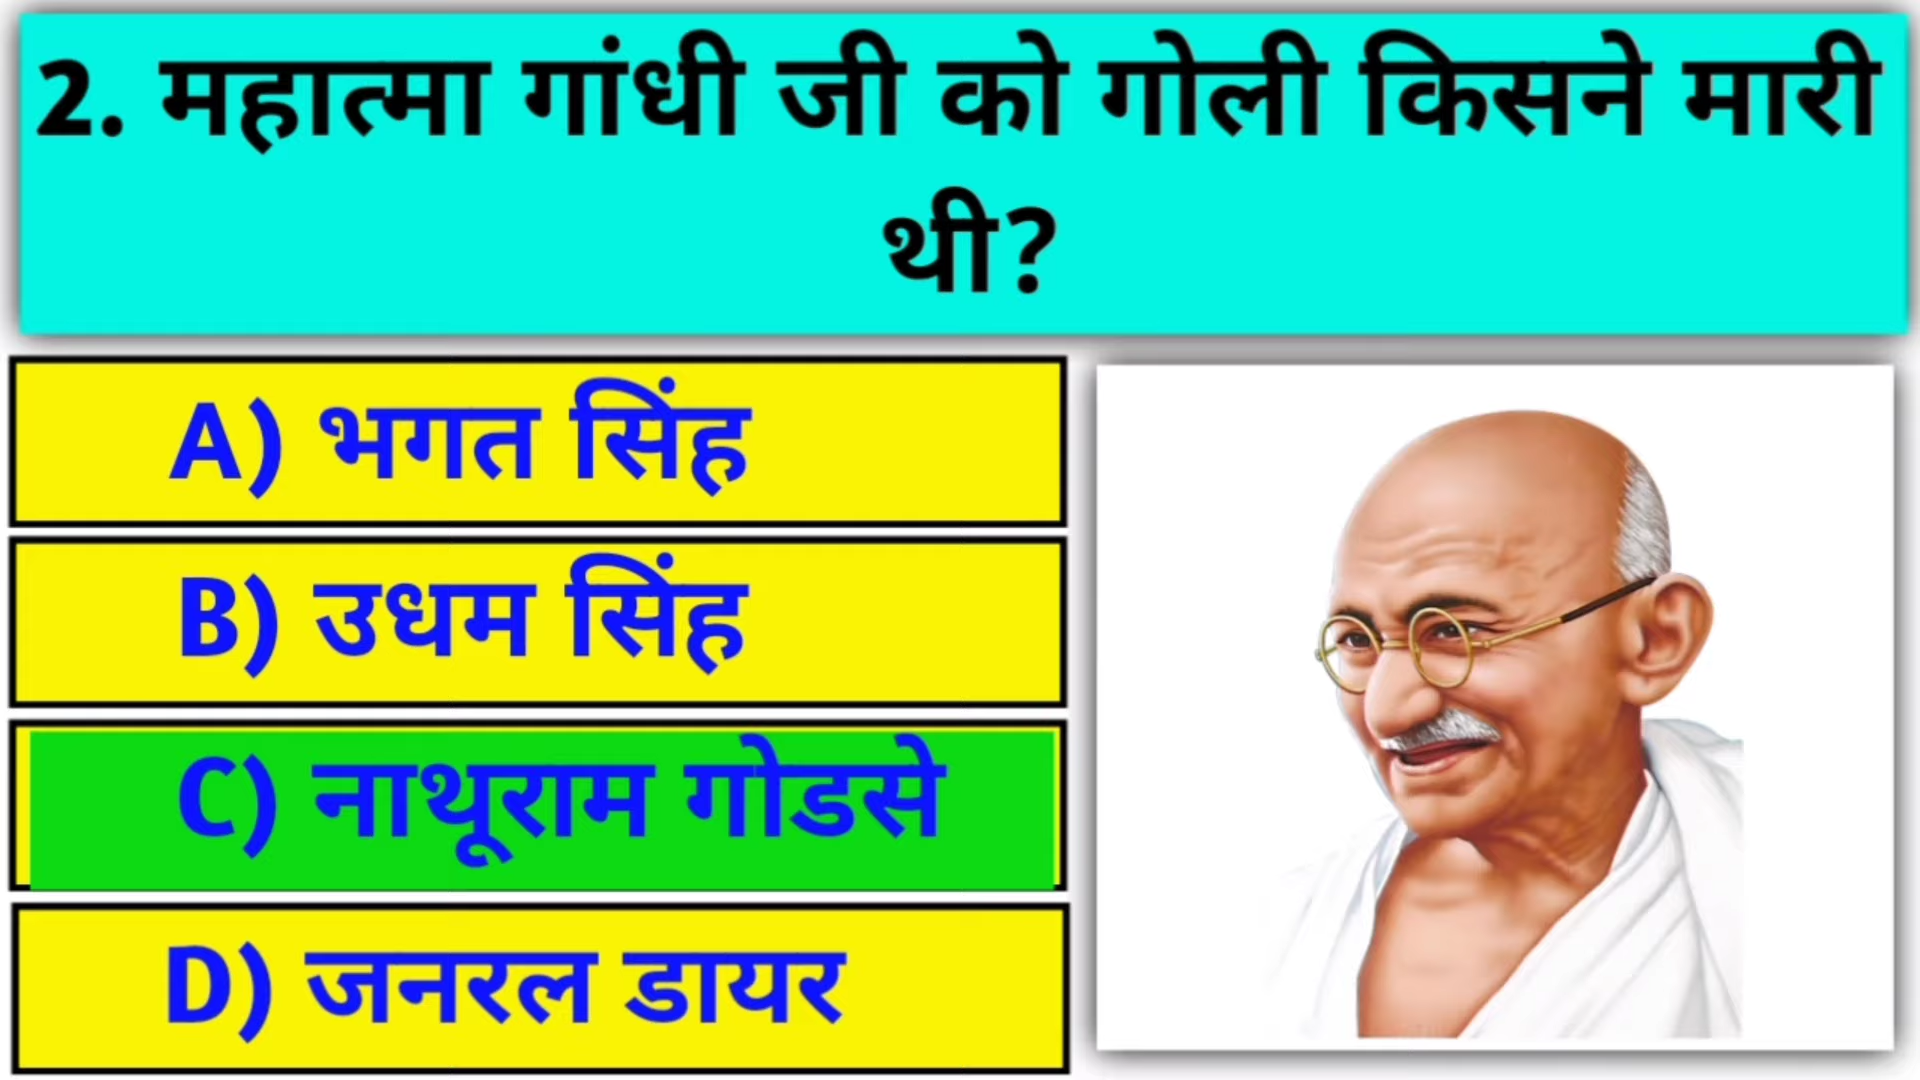 2. महात्मा गांधी जी को गोली किसने मारी
थी?
A) भगत सिंह
B) उधम सिंह
C) नाथूराम गोडसे
D) जनरल डायर